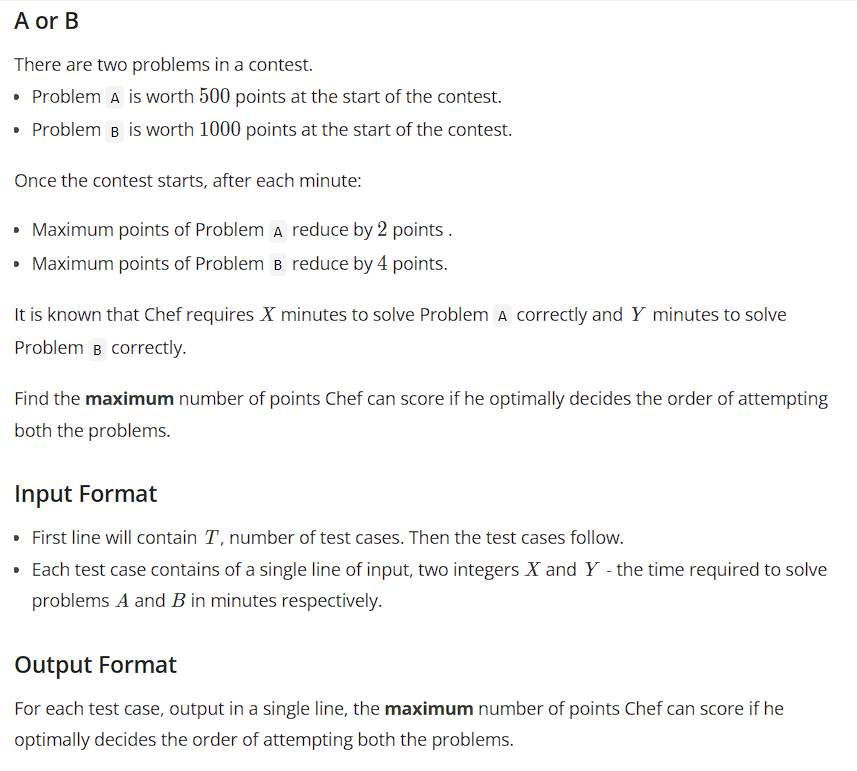 A or B
There are two problems in a contest.
• Problem A is worth 500 points at the start of the contest.
• Problem B is worth 1000 points at the start of the contest.
Once the contest starts, after each minute:
• Maximum points of Problem A reduce by 2 points .
• Maximum points of Problem B reduce by 4 points.
It is known that Chef requires X minutes to solve Problem A correctly and Y minutes to solve
Problem B correctly.
Find the maximum number of points Chef can score if he optimally decides the order of attempting
both the problems.
Input Format
• First line will contain T, number of test cases. Then the test cases follow.
• Each test case contains of a single line of input, two integers X and Y - the time required to solve
problems A and B in minutes respectively.
Output Format
For each test case, output in a single line, the maximum number of points Chef can score if he
optimally decides the order of attempting both the problems.